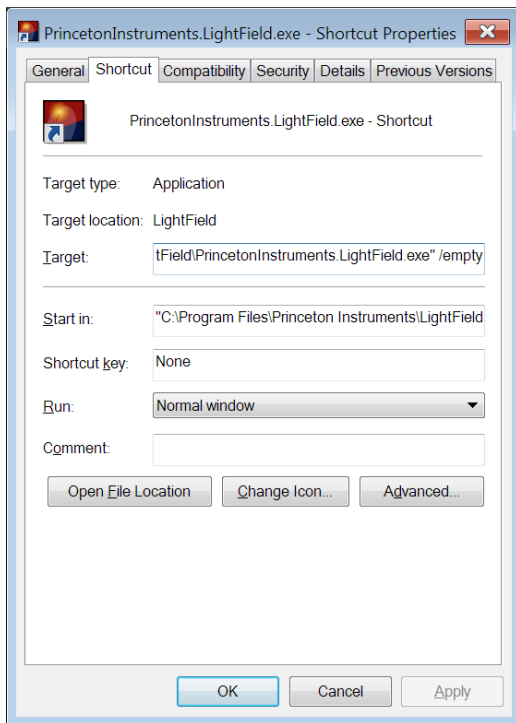 PrincetonInstruments.LightField.exe - Shortcut Properties
General Shortcut Compatibility Security Details Previous Versions
PrincetonInstruments.LightField.exe - Shortcut
Target type: Application
Target location: LightField
Target: tField\PrincetonInstruments.LightField.exe" /empty
Start in: "C:\Program Files\Princeton Instruments\LightField
Shortcut key: None
Run: Normal window
Comment:
Open File Location Change Icon... Advanced...
OK Cancel Apply